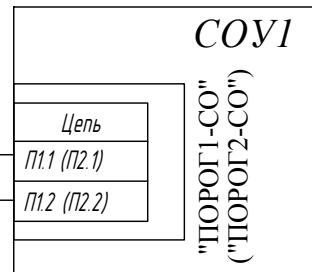 СОУ1
Цепь
П1.1 (П2.1)
П1.2 (П2.2)
"ПОРОГ1-СО"
("ПОРОГ2-СО")